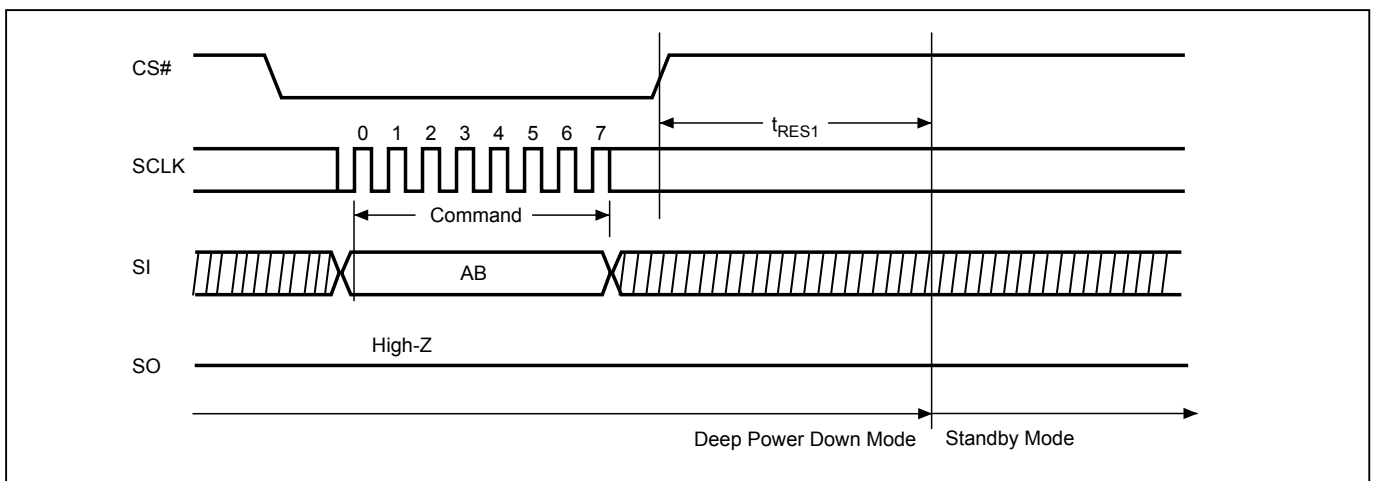 CS#
tRES1
0 1 2 3 4 5 6 7
SCLK
Command
SI
AB
High-Z
SO
Deep Power Down Mode Standby Mode